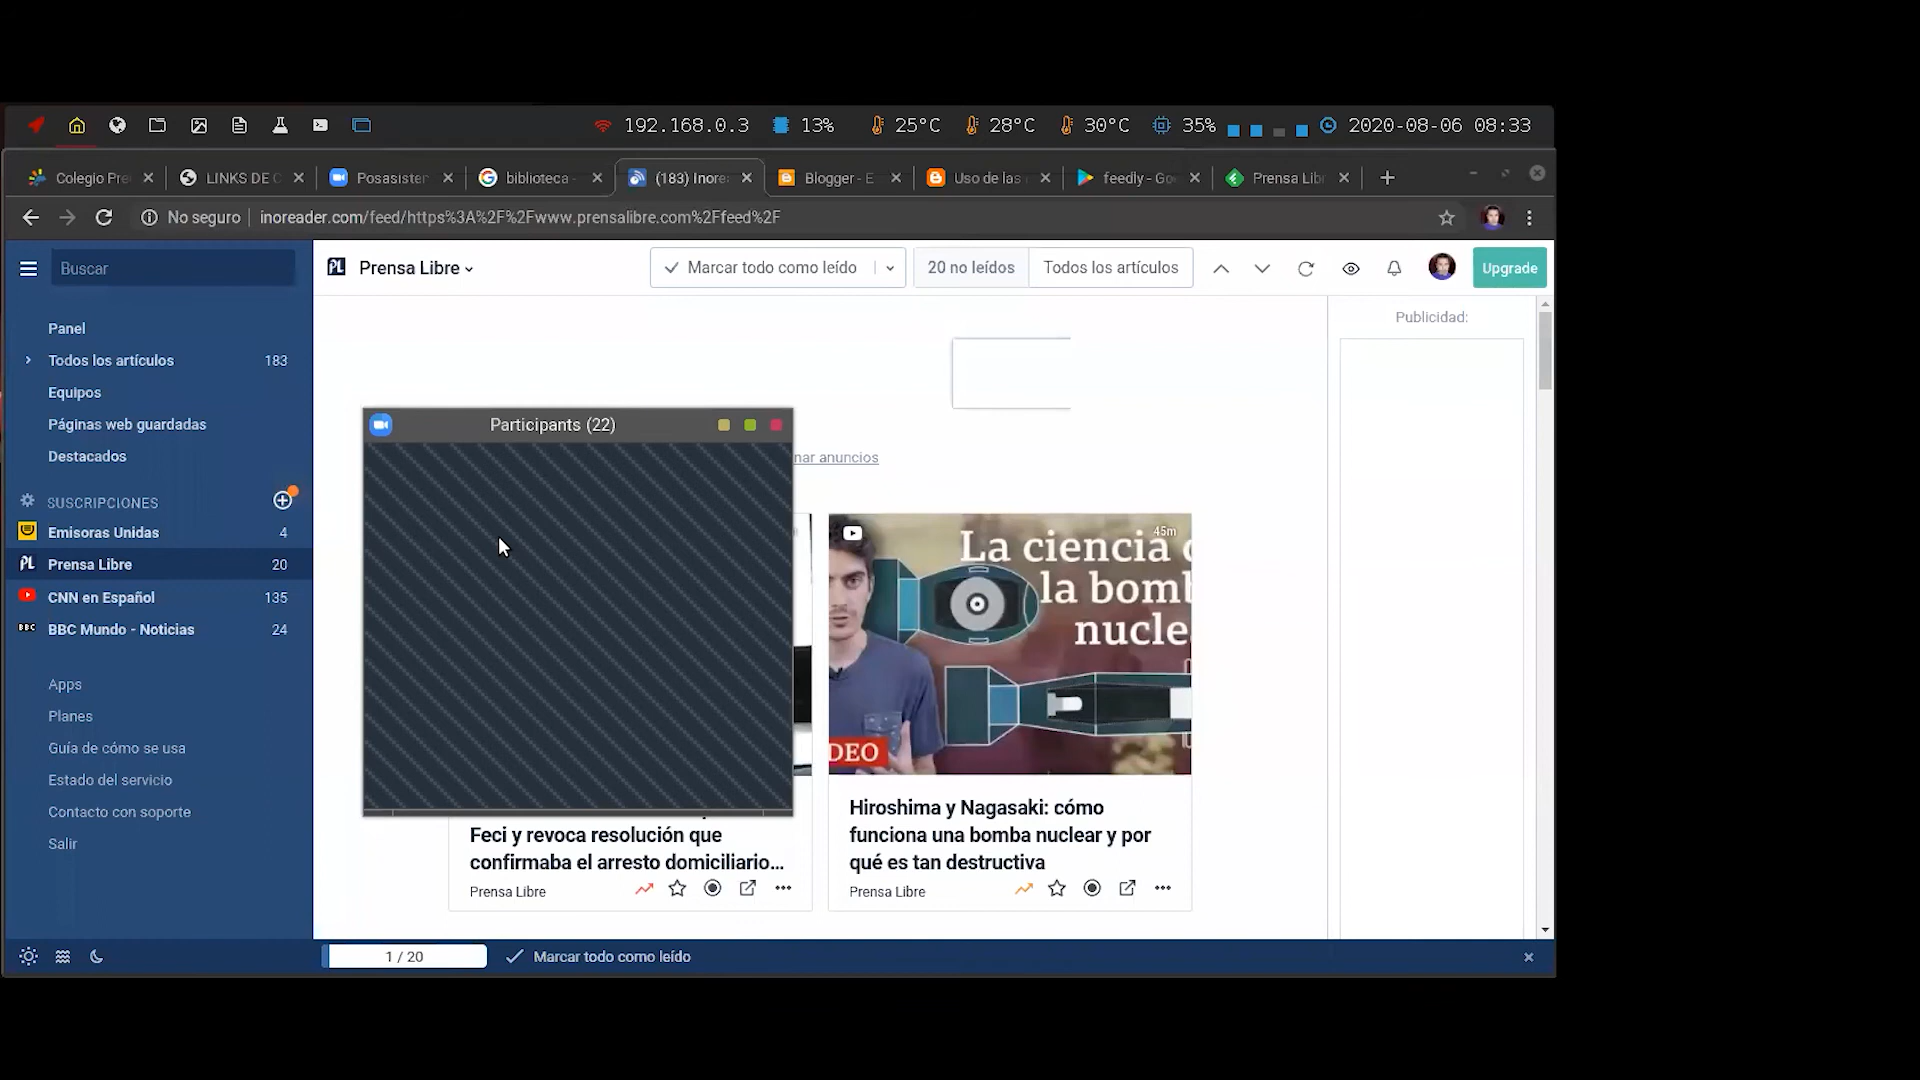 192.168.0.3 13% 25°C 28°C 30°C 35% 2020-08-06 08:33
Colegio Pre LINKS DE C Posasisten biblioteca - (183) Inore Blogger - E Uso de las feedly - Go Prensa Libr
No seguro inoreader.com/feed/https%3A%2F%2Fwww.prensalibre.com%2Ffeed%2F
Buscar
Prensa Libre
Marcar todo como leído
20 no leídos
Todos los artículos
Upgrade
Panel
Todos los artículos 183
Equipos
Páginas web guardadas
Destacados
SUSCRIPCIONES
Emisoras Unidas 4
Prensa Libre 20
CNN en Español 135
BBC Mundo - Noticias 24
Apps
Planes
Guía de cómo se usa
Estado del servicio
Contacto con soporte
Salir
Publicidad:
Participants (22)
nar anuncios
45m
La ciencia d
la bomb
nuclea
DEO
Feci y revoca resolución que
confirmaba el arresto domiciliario...
Prensa Libre
Hiroshima y Nagasaki: cómo
funciona una bomba nuclear y por
qué es tan destructiva
Prensa Libre
1 / 20
Marcar todo como leído